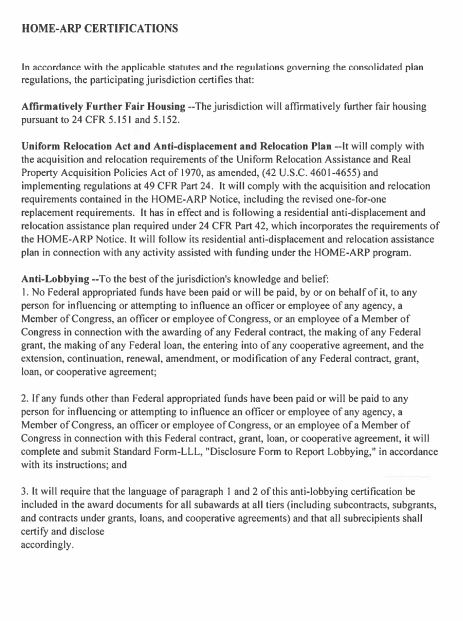 HOME-ARP CERTIFICATIONS
In accordance with the applicable statutes and the regulations governing the consolidated plan
regulations, the participating jurisdiction certifies that:
Affirmatively Further Fair Housing --The jurisdiction will affirmatively further fair housing
pursuant to 24 CFR 5.151 and 5.152.
Uniform Relocation Act and Anti-displacement and Relocation Plan --It will comply with
the acquisition and relocation requirements of the Uniform Relocation Assistance and Real
Property Acquisition Policies Act of 1970, as amended, (42 U.S.C. 4601-4655) and
implementing regulations at 49 CFR Part 24. It will comply with the acquisition and relocation
requirements contained in the HOME-ARP Notice, including the revised one-for-one
replacement requirements. It has in effect and is following a residential anti-displacement and
relocation assistance plan required under 24 CFR Part 42, which incorporates the requirements of
the HOME-ARP Notice. It will follow its residential anti-displacement and relocation assistance
plan in connection with any activity assisted with funding under the HOME-ARP program.
Anti-Lobbying --To the best of the jurisdiction's knowledge and belief:
1. No Federal appropriated funds have been paid or will be paid, by or on behalf of it, to any
person for influencing or attempting to influence an officer or employee of any agency, a
Member of Congress, an officer or employee of Congress, or an employee of a Member of
Congress in connection with the awarding of any Federal contract, the making of any Federal
grant, the making of any Federal loan, the entering into of any cooperative agreement, and the
extension, continuation, renewal, amendment, or modification of any Federal contract, grant,
loan, or cooperative agreement;
2. If any funds other than Federal appropriated funds have been paid or will be paid to any
person for influencing or attempting to influence an officer or employee of any agency, a
Member of Congress, an officer or employee of Congress, or an employee of a Member of
Congress in connection with this Federal contract, grant, loan, or cooperative agreement, it will
complete and submit Standard Form-LLL, "Disclosure Form to Report Lobbying," in accordance
with its instructions; and
3. It will require that the language of paragraph 1 and 2 of this anti-lobbying certification be
included in the award documents for all subawards at all tiers (including subcontracts, subgrants,
and contracts under grants, loans, and cooperative agreements) and that all subrecipients shall
certify and disclose
accordingly.